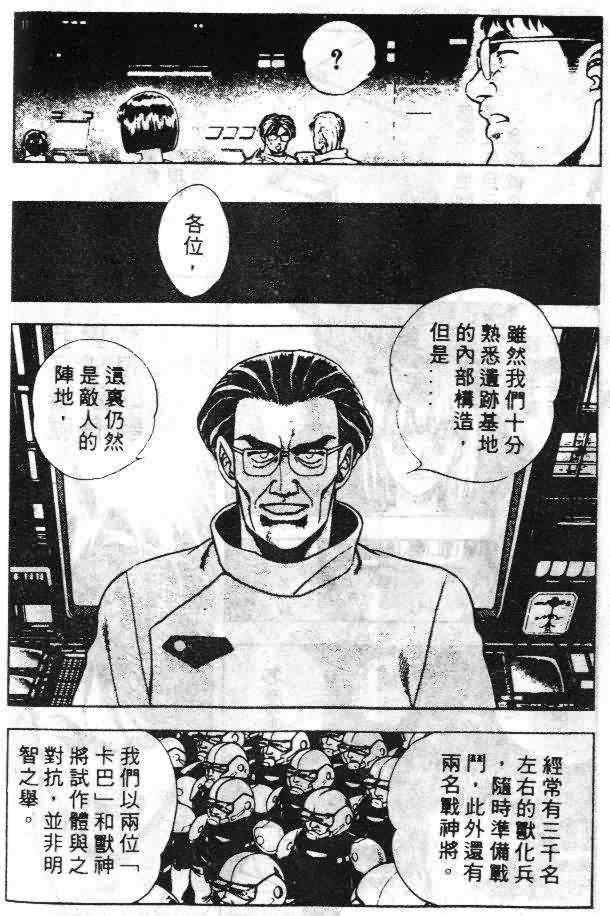 ?
各位,
雖然我們十分
熟悉遺跡基地
的內部構造,
但是....
這裏仍然
是敵人的
陣地,
經常有三千名
左右的獸化兵
,隨時準備戰
鬥,此外還有
兩名戰神將。
我們以兩位「
卡巴」和獸神
將試作體與之
對抗,並非明
智之舉。